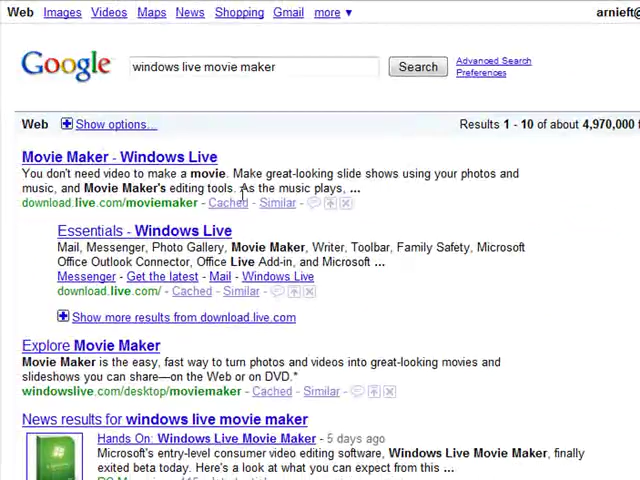 Web Images Videos Maps News Shopping Gmail more ▼ arnieft@
Google windows live movie maker Search Advanced Search
Preferences
Web Show options... Results 1 - 10 of about 4,970,000
Movie Maker - Windows Live
You don't need video to make a movie. Make great-looking slide shows using your photos and
music, and Movie Maker's editing tools. As the music plays, ...
download.live.com/moviemaker - Cached - Similar -
Essentials - Windows Live
Mail, Messenger, Photo Gallery, Movie Maker, Writer, Toolbar, Family Safety, Microsoft
Office Outlook Connector, Office Live Add-in, and Microsoft ...
Messenger - Get the latest - Mail - Windows Live
download.live.com/ - Cached - Similar -
Show more results from download.live.com
Explore Movie Maker
Movie Maker is the easy, fast way to turn photos and videos into great-looking movies and
slideshows you can share—on the Web or on DVD.*
windowslive.com/desktop/moviemaker - Cached - Similar -
News results for windows live movie maker
Hands On: Windows Live Movie Maker - 5 days ago
Microsoft's entry-level consumer video editing software, Windows Live Movie Maker, finally
exited beta today. Here's a look at what you can expect from this ...